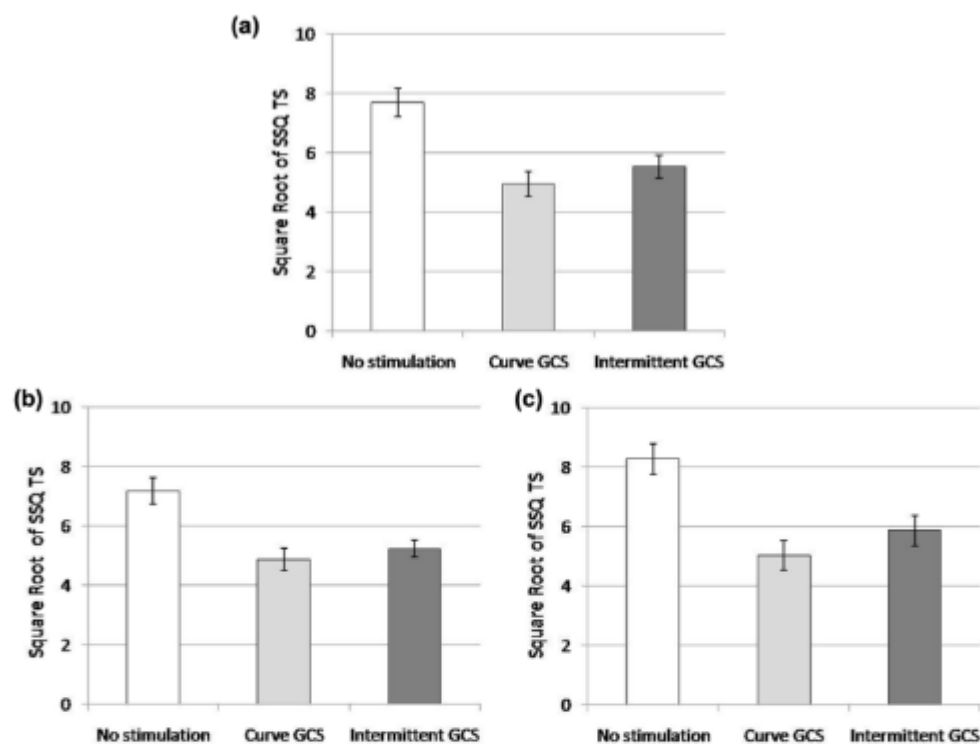 (a)
Square Root of SSQ TS
10
8
6
4
2
0
No stimulation Curve GCS Intermittent GCS
(b)
Square Root of SSQ TS
10
8
6
4
2
0
No stimulation Curve GCS Intermittent GCS
(c)
Square Root of SSQ TS
10
8
6
4
2
0
No stimulation Curve GCS Intermittent GCS